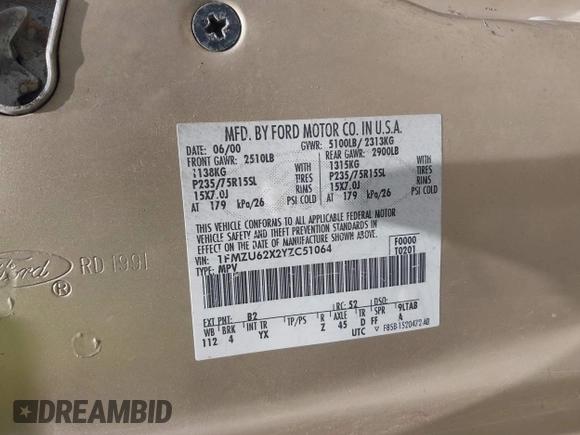 MFD. BY FORD MOTOR CO. IN U.S.A.
DATE: 06/00 GVWR: 5100LB/ 2313KG
FRONT GAWR: 2510LB REAR GAWR: 2900LB
1138KG WITH 1315KG WITH
P235/75R15SL TIRES P235/75R15SL TIRES
15X7.0J RIMS 15X7.0J RIMS
AT 179 kPa/26 PSI COLD AT 179 kPa/26 PSI COLD
THIS VEHICLE CONFORMS TO ALL APPLICABLE FEDERAL MOTOR
VEHICLE SAFETY AND THEFT PREVENTION STANDARDS IN
EFFECT ON THE DATE OF MANUFACTURE SHOWN ABOVE.
VIN: 1FMZU62X2YZC51064 F0000
TYPE: MPV T0201
EXT PNT: B2 RC: 52 DSO:
WB BRK INT TR TP/PS R AXLE TR SPR 9LTAB
112 4 YX Z 45 D FF A
F85B-1520472-AB
Ford ® RD 1991
DREAMBID